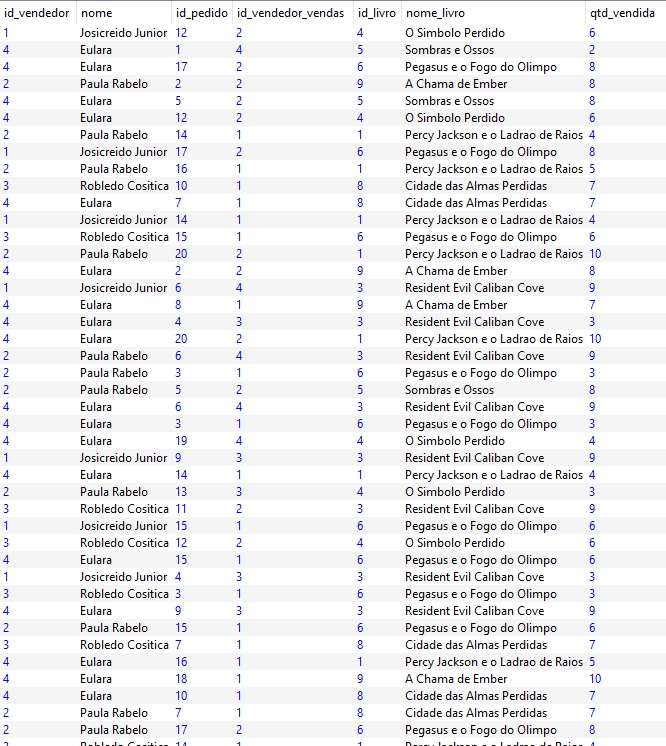 id_vendedor nome id_pedido id_vendedor_vendas id_livro nome_livro qtd_vendida
1 Josicreido Junior 12 2 4 O Simbolo Perdido 6
4 Eulara 1 4 5 Sombras e Ossos 2
4 Eulara 17 2 6 Pegasus e o Fogo do Olimpo 8
2 Paula Rabelo 2 2 9 A Chama de Ember 8
4 Eulara 5 2 5 Sombras e Ossos 8
4 Eulara 12 2 4 O Simbolo Perdido 6
2 Paula Rabelo 14 1 1 Percy Jackson e o Ladrao de Raios 4
1 Josicreido Junior 17 2 6 Pegasus e o Fogo do Olimpo 8
2 Paula Rabelo 16 1 1 Percy Jackson e o Ladrao de Raios 5
3 Robledo Cositica 10 1 8 Cidade das Almas Perdidas 7
4 Eulara 7 1 8 Cidade das Almas Perdidas 7
1 Josicreido Junior 14 1 1 Percy Jackson e o Ladrao de Raios 4
3 Robledo Cositica 15 1 6 Pegasus e o Fogo do Olimpo 6
2 Paula Rabelo 20 2 1 Percy Jackson e o Ladrao de Raios 10
4 Eulara 2 2 9 A Chama de Ember 8
1 Josicreido Junior 6 4 3 Resident Evil Caliban Cove 9
4 Eulara 8 1 9 A Chama de Ember 7
4 Eulara 4 3 3 Resident Evil Caliban Cove 3
4 Eulara 20 2 1 Percy Jackson e o Ladrao de Raios 10
2 Paula Rabelo 6 4 3 Resident Evil Caliban Cove 9
2 Paula Rabelo 3 1 6 Pegasus e o Fogo do Olimpo 3
2 Paula Rabelo 5 2 5 Sombras e Ossos 8
4 Eulara 6 4 3 Resident Evil Caliban Cove 9
4 Eulara 3 1 6 Pegasus e o Fogo do Olimpo 3
4 Eulara 19 4 4 O Simbolo Perdido 4
1 Josicreido Junior 9 3 3 Resident Evil Caliban Cove 9
4 Eulara 14 1 1 Percy Jackson e o Ladrao de Raios 4
2 Paula Rabelo 13 3 4 O Simbolo Perdido 3
3 Robledo Cositica 11 2 3 Resident Evil Caliban Cove 9
1 Josicreido Junior 15 1 6 Pegasus e o Fogo do Olimpo 6
3 Robledo Cositica 12 2 4 O Simbolo Perdido 6
4 Eulara 15 1 6 Pegasus e o Fogo do Olimpo 6
1 Josicreido Junior 4 3 3 Resident Evil Caliban Cove 3
3 Robledo Cositica 3 1 6 Pegasus e o Fogo do Olimpo 3
4 Eulara 9 3 3 Resident Evil Caliban Cove 9
2 Paula Rabelo 15 1 6 Pegasus e o Fogo do Olimpo 6
3 Robledo Cositica 7 1 8 Cidade das Almas Perdidas 7
4 Eulara 16 1 1 Percy Jackson e o Ladrao de Raios 5
4 Eulara 18 1 9 A Chama de Ember 10
4 Eulara 10 1 8 Cidade das Almas Perdidas 7
2 Paula Rabelo 7 1 8 Cidade das Almas Perdidas 7
2 Paula Rabelo 17 2 6 Pegasus e o Fogo do Olimpo 8
Robledo Cositica 14 1 1 Percy Jackson e o Ladrao de Raios 4